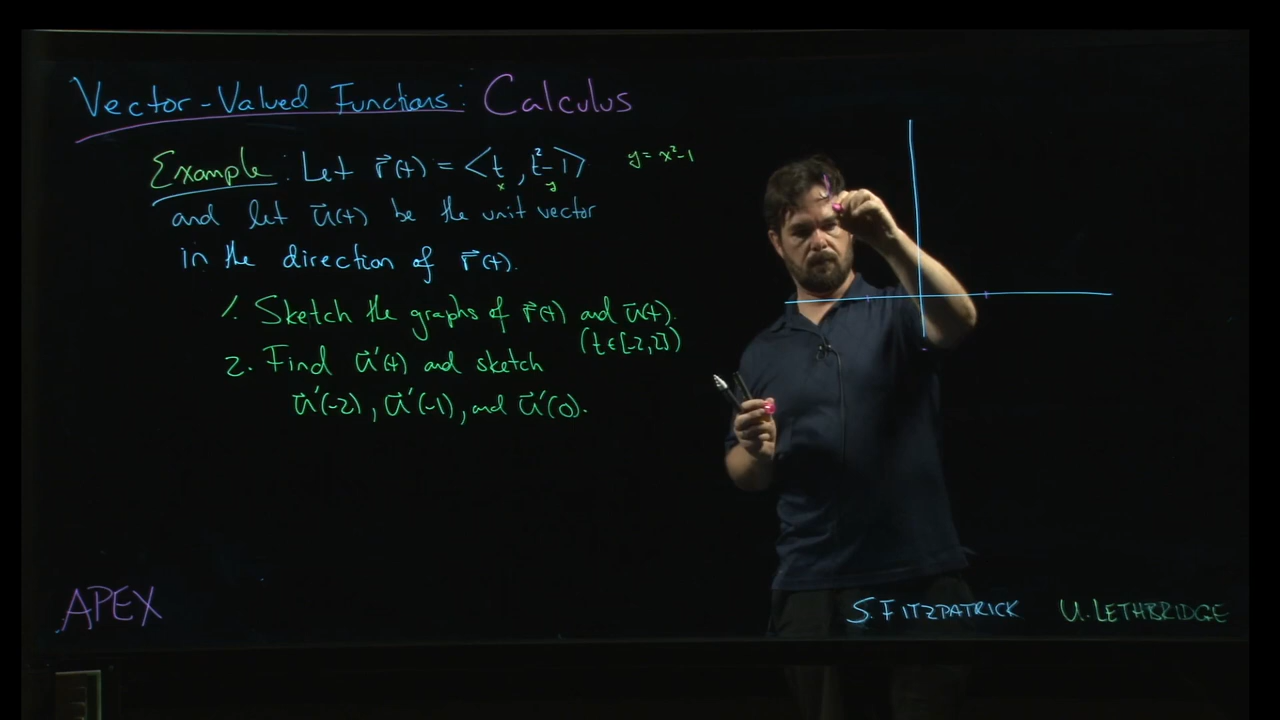 Vector-Valued Functions: Calculus
Example: Let r⃗(t) = <t, t²-1> y = x²-1
x y
and let u⃗(t) be the unit vector
in the direction of r⃗(t).
1. Sketch the graphs of r⃗(t) and u⃗(t).
(t∈[-2,2])
2. Find u⃗'(t) and sketch
u⃗'(-2), u⃗'(-1), and u⃗'(0).
APEX
S. FITZPATRICK U. LETHBRIDGE